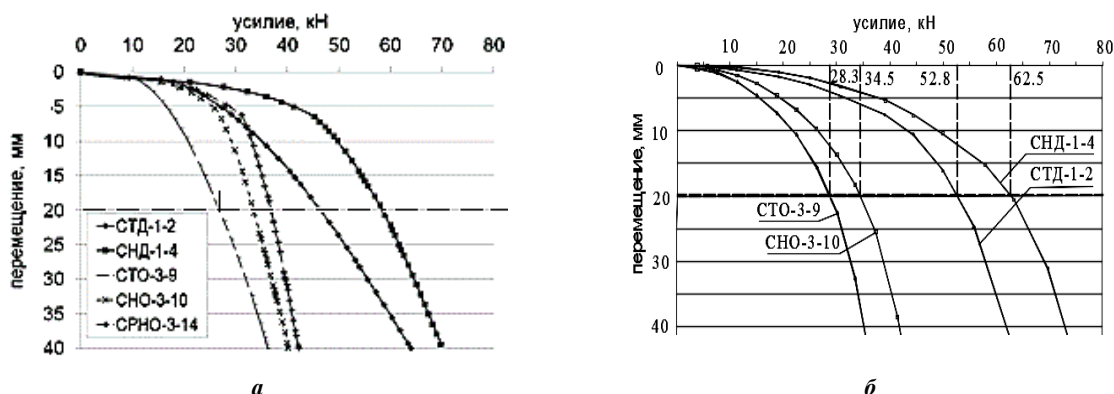 усилие, кН
0 10 20 30 40 50 60 70 80
перемещение, мм
0
5
10
15
20
25
30
35
40
СТД-1-2
СНД-1-4
СТО-3-9
СНО-3-10
СРНО-3-14
а
усилие, кН
10 20 30 40 50 60 70 80
перемещение, мм
0
10
20
30
40
28.3 34.5 52.8 62.5
СНД-1-4
СТД-1-2
СТО-3-9
СНО-3-10
б